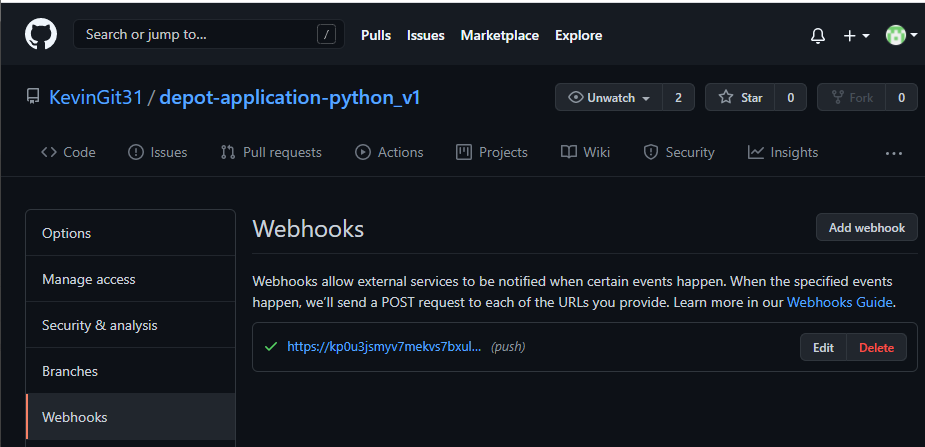 Search or jump to... /
Pulls Issues Marketplace Explore
KevinGit31 / depot-application-python_v1
Unwatch 2 Star 0 Fork 0
Code Issues Pull requests Actions Projects Wiki Security Insights ...
Options
Manage access
Security & analysis
Branches
Webhooks
Webhooks
Add webhook
Webhooks allow external services to be notified when certain events happen. When the specified events
happen, we'll send a POST request to each of the URLs you provide. Learn more in our Webhooks Guide.
https://kp0u3jsmyv7mekvs7bxul... (push)
Edit Delete